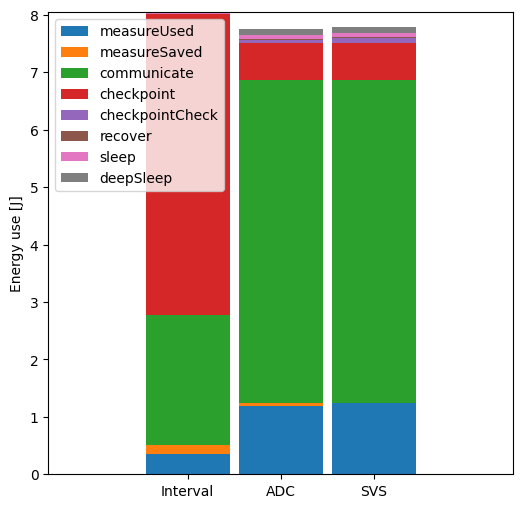 8
7
6
5
4
3
2
1
0
Energy use [J]
measureUsed
measureSaved
communicate
checkpoint
checkpointCheck
recover
sleep
deepSleep
Interval
ADC
SVS